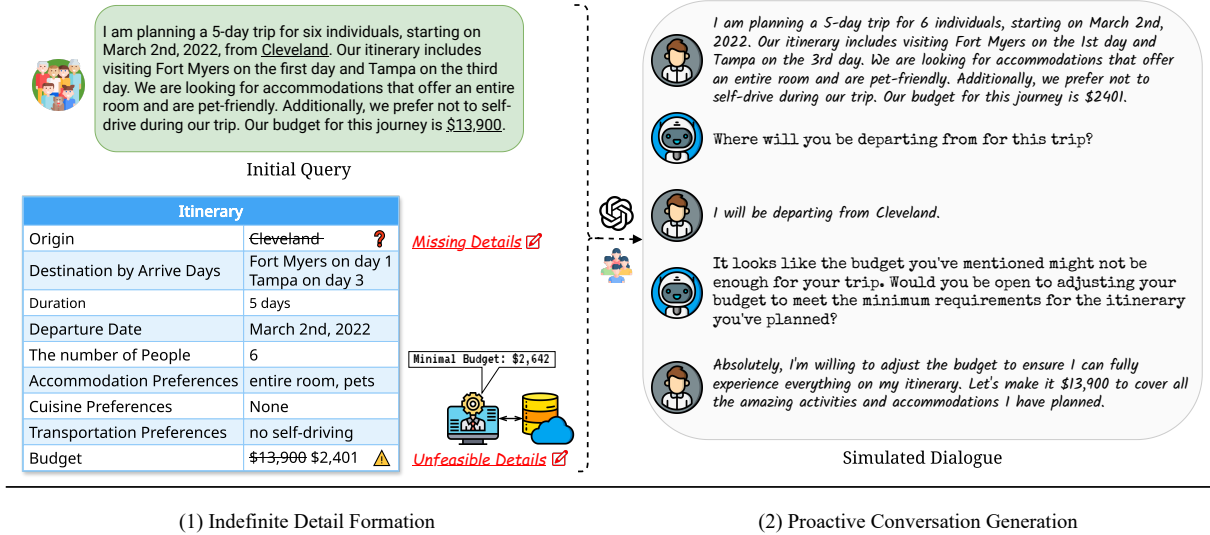 I am planning a 5-day trip for six individuals, starting on
March 2nd, 2022, from Cleveland. Our itinerary includes
visiting Fort Myers on the first day and Tampa on the third
day. We are looking for accommodations that offer an entire
room and are pet-friendly. Additionally, we prefer not to self-
drive during our trip. Our budget for this journey is $13,900.
Initial Query
Itinerary
Origin Cleveland ?
Missing Details
Destination by Arrive Days Fort Myers on day 1
Tampa on day 3
Duration 5 days
Departure Date March 2nd, 2022
The number of People 6
Accommodation Preferences entire room, pets
Cuisine Preferences None
Transportation Preferences no self-driving
Budget $13,900 $2,401
Minimal Budget: $2,642
Unfeasible Details
(1) Indefinite Detail Formation
I am planning a 5-day trip for 6 individuals, starting on March 2nd,
2022. Our itinerary includes visiting Fort Myers on the 1st day and
Tampa on the 3rd day. We are looking for accommodations that offer
an entire room and are pet-friendly. Additionally, we prefer not to
self-drive during our trip. Our budget for this journey is $2401.
Where will you be departing from for this trip?
I will be departing from Cleveland.
It looks like the budget you've mentioned might not be
enough for your trip. Would you be open to adjusting your
budget to meet the minimum requirements for the itinerary
you've planned?
Absolutely, I'm willing to adjust the budget to ensure I can fully
experience everything on my itinerary. Let's make it $13,900 to cover all
the amazing activities and accommodations I have planned.
Simulated Dialogue
(2) Proactive Conversation Generation